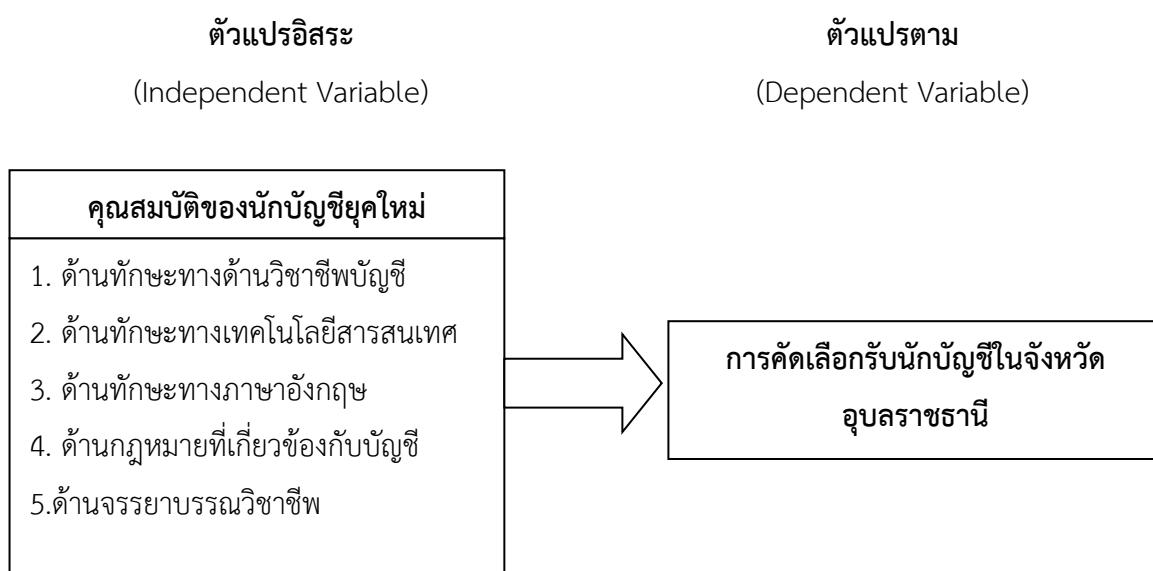 ตัวแปรอิสระ
(Independent Variable)
ตัวแปรตาม
(Dependent Variable)
คุณสมบัติของนักบัญชียุคใหม่
1. ด้านทักษะทางด้านวิชาชีพบัญชี
2. ด้านทักษะทางเทคโนโลยีสารสนเทศ
3. ด้านทักษะทางภาษาอังกฤษ
4. ด้านกฎหมายที่เกี่ยวข้องกับบัญชี
5.ด้านจรรยาบรรณวิชาชีพ
การคัดเลือกรับนักบัญชีในจังหวัด
อุบลราชธานี